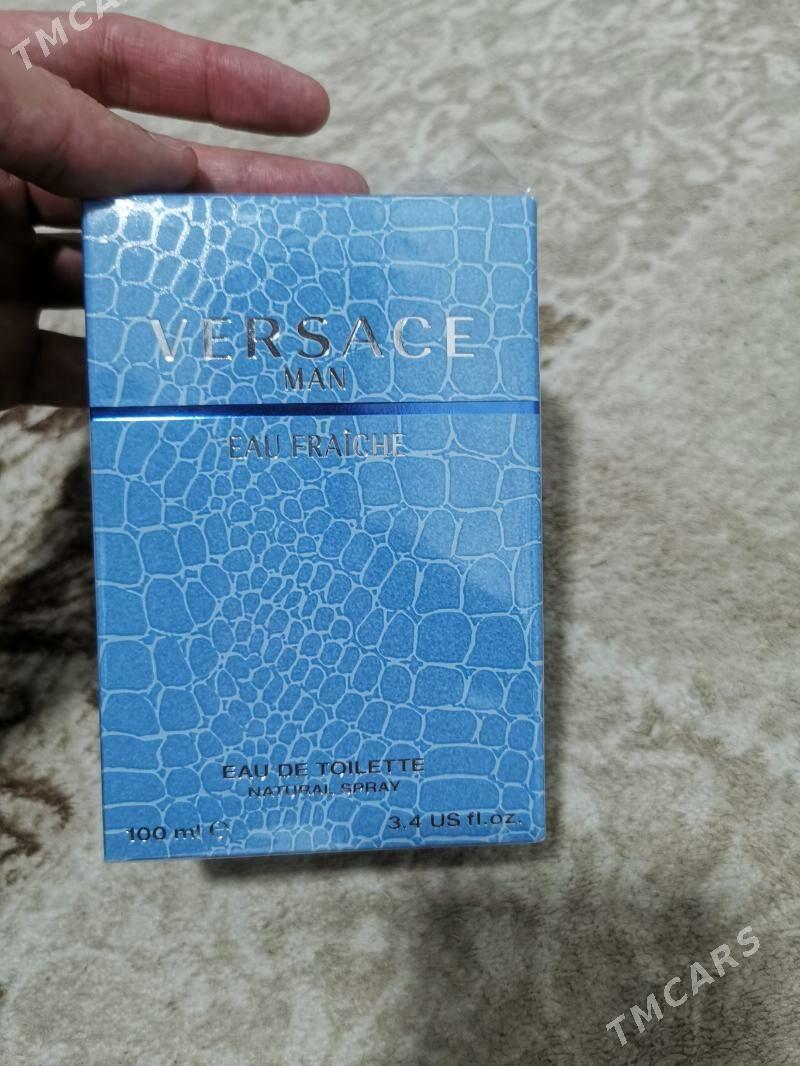 TMCARS
VERSACE
MAN
EAU FRAÎCHE
EAU DE TOILETTE
NATURAL SPRAY
100 ml ℮
3.4 US fl.oz.
TMCARS